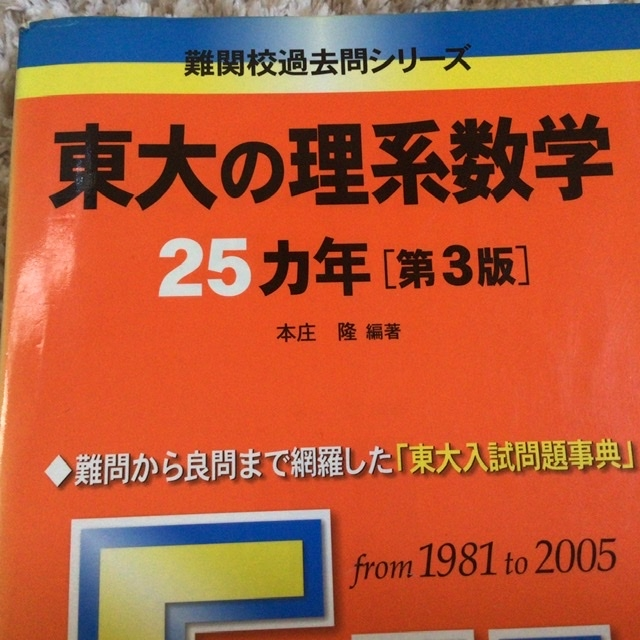 難関校過去問シリーズ
東大の理系数学
25カ年[第3版]
本庄 隆 編著
◆難問から良問まで網羅した「東大入試問題事典」
from 1981 to 2005